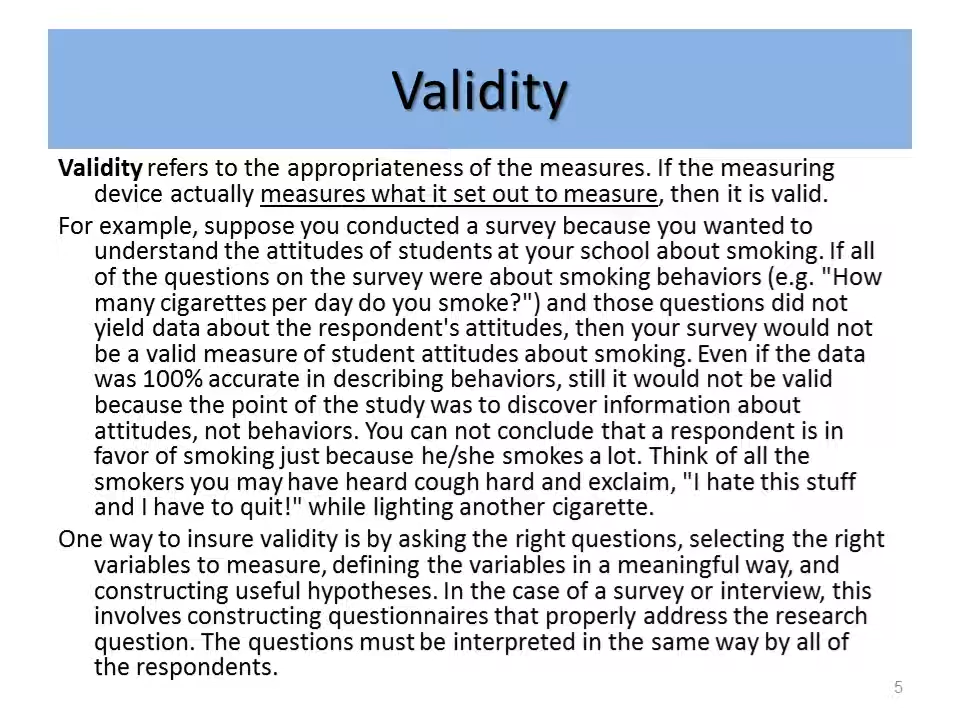 Validity
Validity refers to the appropriateness of the measures. If the measuring
device actually measures what it set out to measure, then it is valid.
For example, suppose you conducted a survey because you wanted to
understand the attitudes of students at your school about smoking. If all
of the questions on the survey were about smoking behaviors (e.g. "How
many cigarettes per day do you smoke?") and those questions did not
yield data about the respondent's attitudes, then your survey would not
be a valid measure of student attitudes about smoking. Even if the data
was 100% accurate in describing behaviors, still it would not be valid
because the point of the study was to discover information about
attitudes, not behaviors. You can not conclude that a respondent is in
favor of smoking just because he/she smokes a lot. Think of all the
smokers you may have heard cough hard and exclaim, "I hate this stuff
and I have to quit!" while lighting another cigarette.
One way to insure validity is by asking the right questions, selecting the right
variables to measure, defining the variables in a meaningful way, and
constructing useful hypotheses. In the case of a survey or interview, this
involves constructing questionnaires that properly address the research
question. The questions must be interpreted in the same way by all of
the respondents.
5